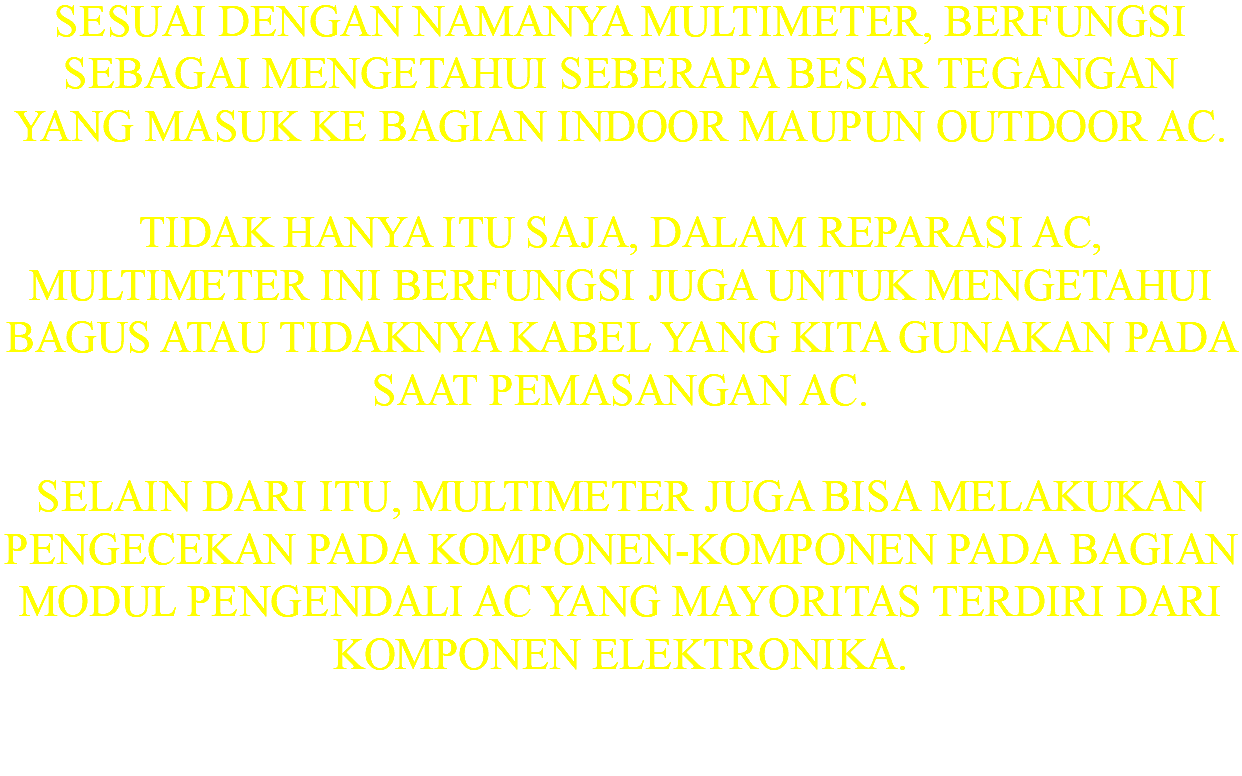 SESUAI DENGAN NAMANYA MULTIMETER, BERFUNGSI
SEBAGAI MENGETAHUI SEBERAPA BESAR TEGANGAN
YANG MASUK KE BAGIAN INDOOR MAUPUN OUTDOOR AC.
TIDAK HANYA ITU SAJA, DALAM REPARASI AC,
MULTIMETER INI BERFUNGSI JUGA UNTUK MENGETAHUI
BAGUS ATAU TIDAKNYA KABEL YANG KITA GUNAKAN PADA
SAAT PEMASANGAN AC.
SELAIN DARI ITU, MULTIMETER JUGA BISA MELAKUKAN
PENGECEKAN PADA KOMPONEN-KOMPONEN PADA BAGIAN
MODUL PENGENDALI AC YANG MAYORITAS TERDIRI DARI
KOMPONEN ELEKTRONIKA.